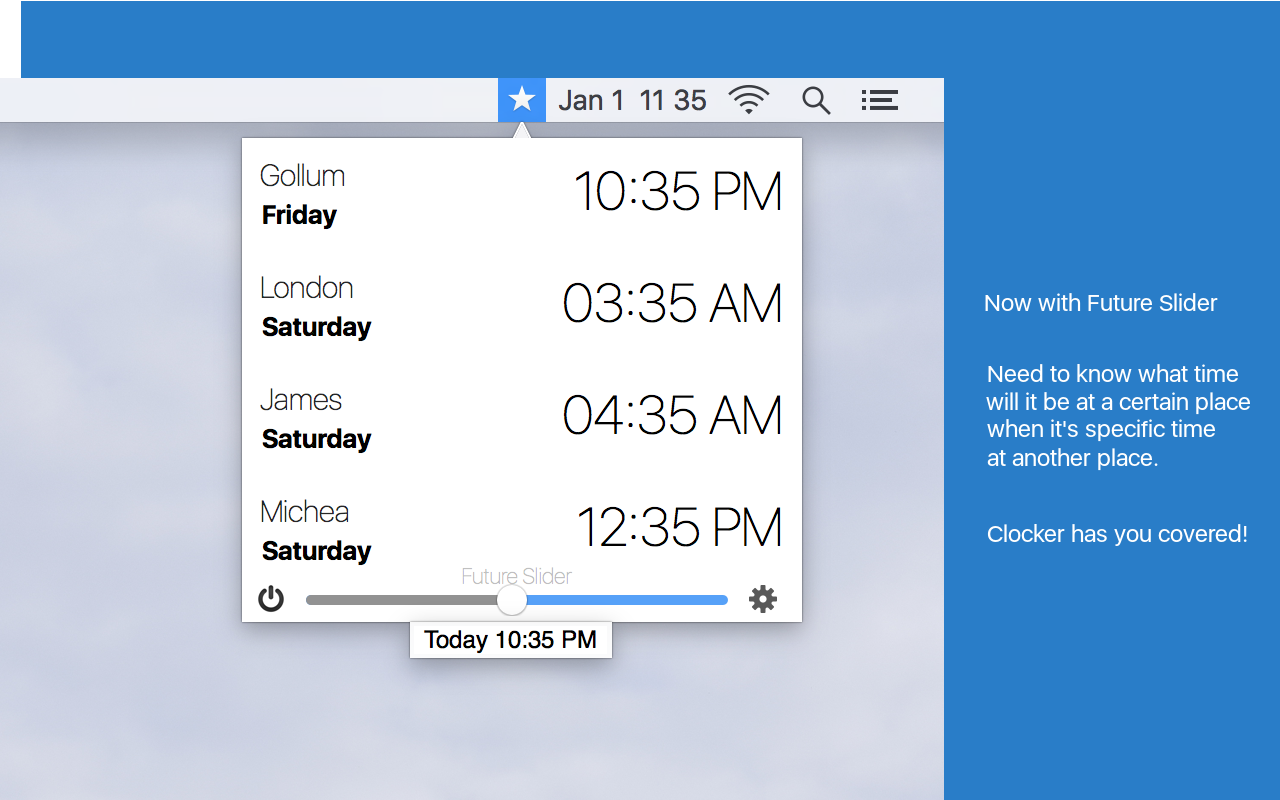 Jan 1 11 35
Gollum
10:35 PM
Friday
London
03:35 AM
Saturday
James
04:35 AM
Saturday
Michea
12:35 PM
Saturday
Future Slider
Today 10:35 PM
Now with Future Slider
Need to know what time
will it be at a certain place
when it's specific time
at another place.
Clocker has you covered!